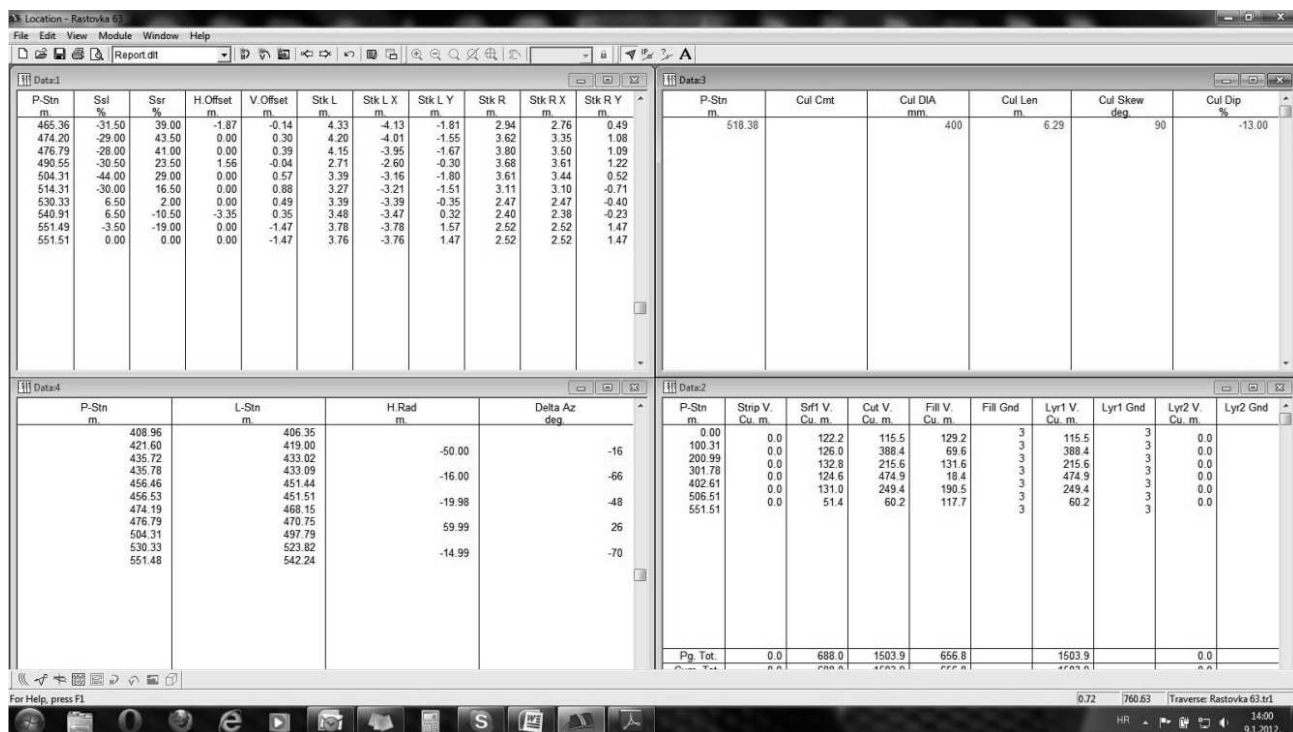 Location - Rastovka 63
File Edit View Module Window Help
Report.dlt
Data:1
P-Stn Ssl Ssr H.Offset V.Offset Stk L Stk L X Stk L Y Stk R Stk R X Stk R Y
m. % % m. m. m. m. m. m. m. m.
465.36 -31.50 39.00 -1.87 -0.14 4.33 -4.13 -1.81 2.94 2.76 0.49
474.20 -29.00 43.50 0.00 0.30 4.20 -4.01 -1.55 3.62 3.35 1.08
476.79 -28.00 41.00 0.00 0.39 4.15 -3.95 -1.67 3.80 3.50 1.09
490.55 -30.50 23.50 1.56 -0.04 2.71 -2.60 -0.30 3.68 3.61 1.22
504.31 -44.00 29.00 0.00 0.57 3.39 -3.16 -1.80 3.61 3.44 0.52
514.31 -30.00 16.50 0.00 0.88 3.27 -3.21 -1.51 3.11 3.10 -0.71
530.33 6.50 2.00 0.00 0.49 3.39 -3.39 -0.35 2.47 2.47 -0.40
540.91 6.50 -10.50 -3.35 0.35 3.48 -3.47 0.32 2.40 2.38 -0.23
551.49 -3.50 -19.00 0.00 -1.47 3.78 -3.78 1.57 2.52 2.52 1.47
551.51 0.00 0.00 0.00 -1.47 3.76 -3.76 1.47 2.52 2.52 1.47
Data:3
P-Stn Cul Cmt Cul DIA Cul Len Cul Skew Cul Dip
m. mm. m. deg. %
518.38 400 6.29 90 -13.00
Data:4
P-Stn L-Stn H.Rad Delta Az
m. m. m. deg.
408.96 406.35
421.60 419.00
-50.00 -16
435.72 433.02
435.78 433.09
-16.00 -66
456.46 451.44
456.53 451.51
-19.98 -48
474.19 468.15
476.79 470.75
59.99 26
504.31 497.79
530.33 523.82
-14.99 -70
551.48 542.24
Data:2
P-Stn Strip V. Srf1 V. Cut V. Fill V. Fill Gnd Lyr1 V. Lyr1 Gnd Lyr2 V. Lyr2 Gnd
m. Cu. m. Cu. m. Cu. m. Cu. m. Cu. m. Cu. m.
0.00 3 3
0.0 122.2 115.5 129.2 115.5 0.0
100.31 3 3
0.0 126.0 388.4 69.6 388.4 0.0
200.99 3 3
0.0 132.8 215.6 131.6 215.6 0.0
301.78 3 3
0.0 124.6 474.9 18.4 474.9 0.0
402.61 3 3
0.0 131.0 249.4 190.5 249.4 0.0
506.51 3 3
0.0 51.4 60.2 117.7 60.2 0.0
551.51 3 3
Pg. Tot. 0.0 688.0 1503.9 656.8 1503.9 0.0
For Help, press F1
0.72 760.63 Traverse: Rastovka 63.tr1
HR 14:00
9.1.2012